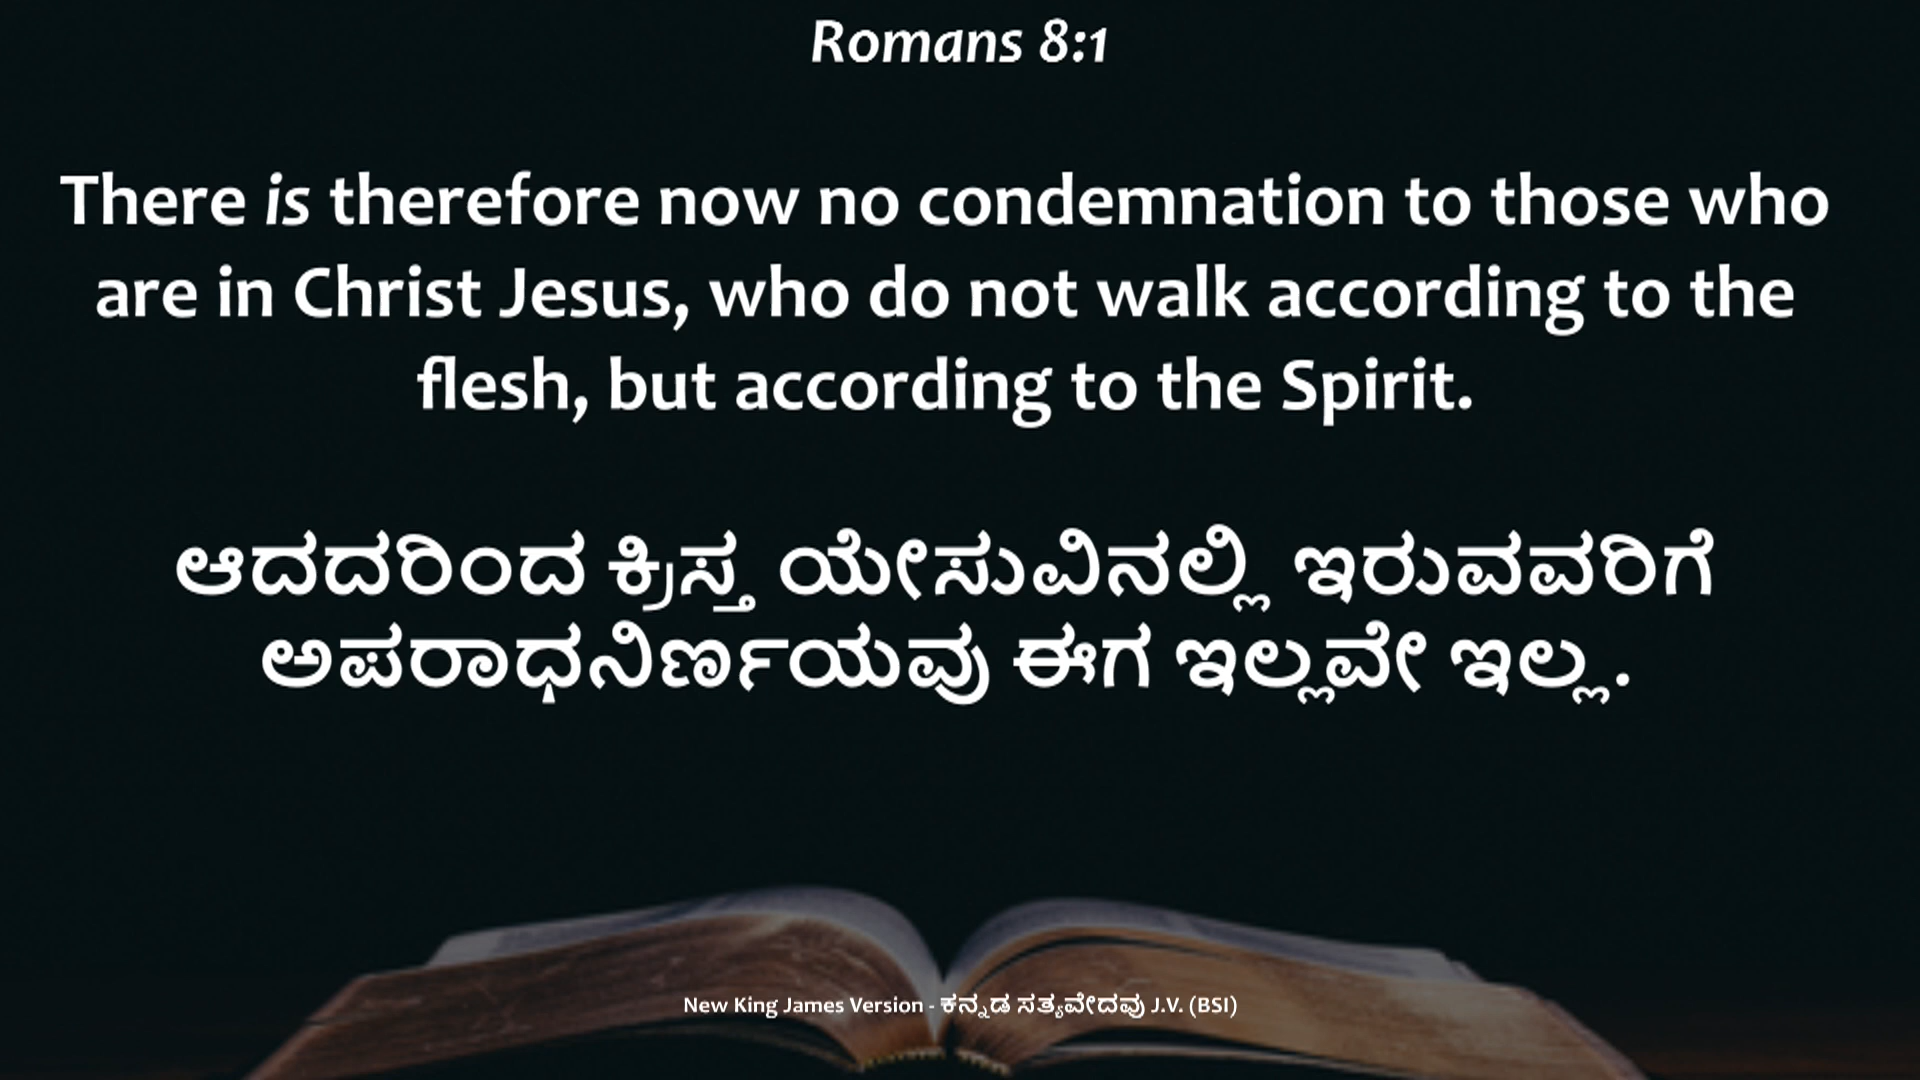 Romans 8:1
There is therefore now no condemnation to those who
are in Christ Jesus, who do not walk according to the
flesh, but according to the Spirit.
ಆದದರಿಂದ ಕ್ರಿಸ್ತ ಯೇಸುವಿನಲ್ಲಿ ಇರುವವರಿಗೆ
ಅಪರಾಧನಿರ್ಣಯವು ಈಗ ಇಲ್ಲವೇ ಇಲ್ಲ.
New King James Version - ಕನ್ನಡ ಸತ್ಯವೇದವು J.V. (BSI)